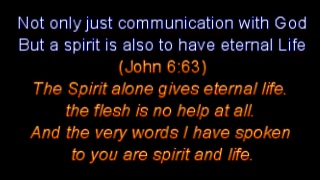 Not only just communication with God
But a spirit is also to have eternal Life
(John 6:63)
The Spirit alone gives eternal life.
the flesh is no help at all.
And the very words I have spoken
to you are spirit and life.